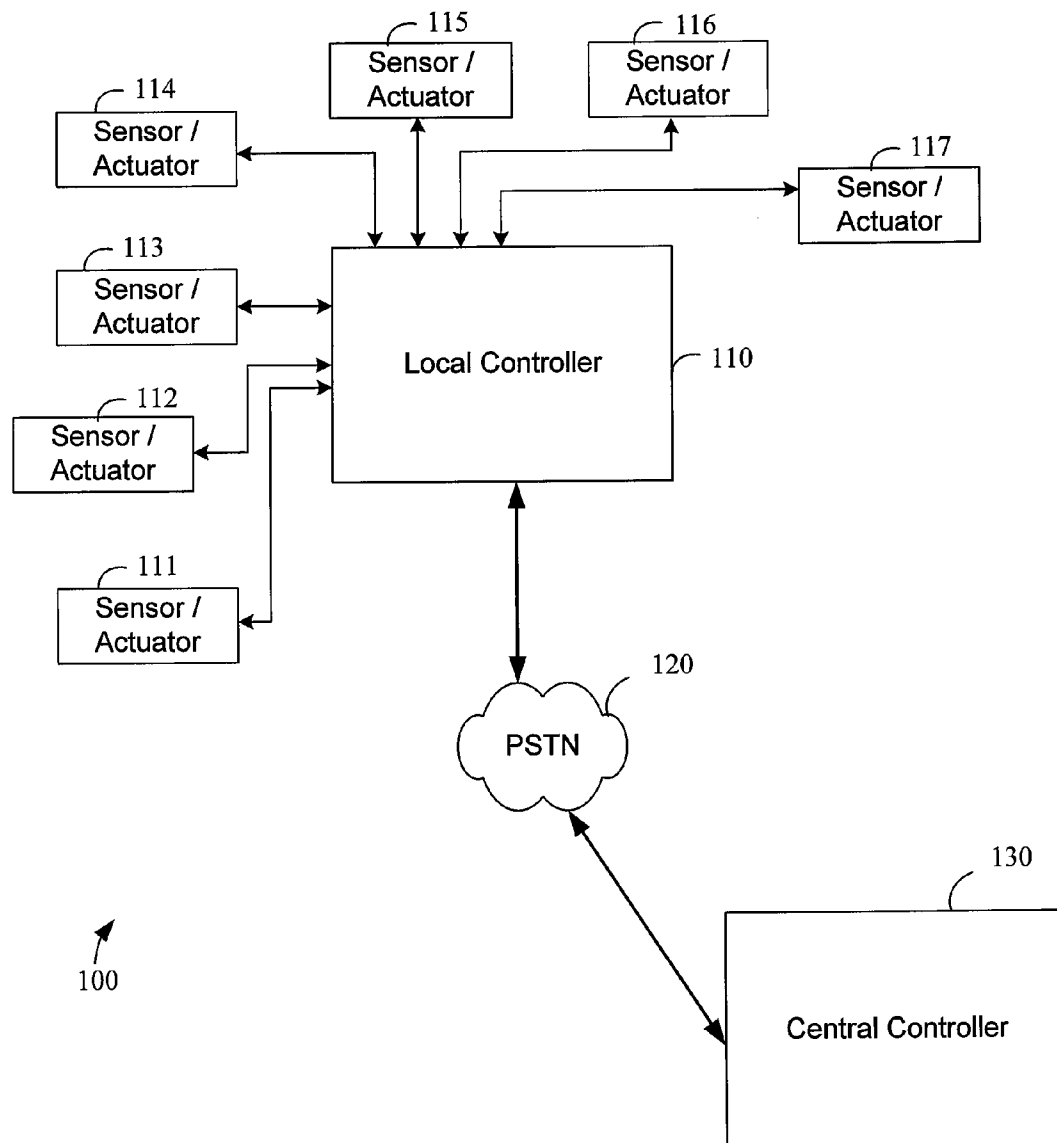 115
Sensor /
Actuator
116
Sensor /
Actuator
114
Sensor /
Actuator
117
Sensor /
Actuator
113
Sensor /
Actuator
Local Controller
110
112
Sensor /
Actuator
111
Sensor /
Actuator
120
PSTN
130
100
Central Controller